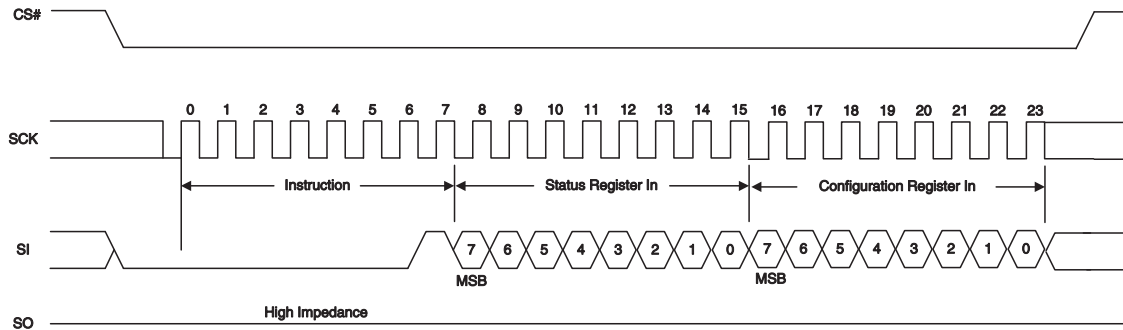 CS#
0 1 2 3 4 5 6 7 8 9 10 11 12 13 14 15 16 17 18 19 20 21 22 23
SCK
Instruction Status Register In Configuration Register In
SI 7 6 5 4 3 2 1 0 7 6 5 4 3 2 1 0
MSB MSB
High Impedance
SO